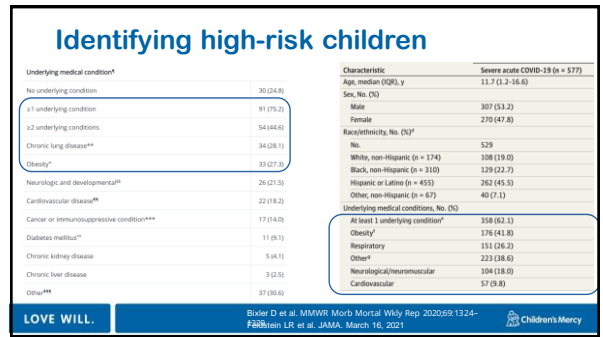 Identifying high-risk children
Underlying medical condition¶
No underlying condition 30 (24.8)
≥1 underlying condition 91 (75.2)
≥2 underlying conditions 54 (44.6)
Chronic lung disease** 34 (28.1)
Obesity†† 33 (27.3)
Neurologic and developmental§§ 26 (21.5)
Cardiovascular disease¶¶ 22 (18.2)
Cancer or immunosuppressive condition*** 17 (14.0)
Diabetes mellitus††† 11 (9.1)
Chronic kidney disease 5 (4.1)
Chronic liver disease 3 (2.5)
Other¶¶¶ 37 (30.6)
Characteristic Severe acute COVID-19 (n = 577)
Age, median (IQR), y 11.7 (1.2-16.6)
Sex, No. (%)
Male 307 (53.2)
Female 270 (47.8)
Race/ethnicity, No. (%)d
No. 529
White, non-Hispanic (n = 174) 108 (19.0)
Black, non-Hispanic (n = 310) 129 (22.7)
Hispanic or Latino (n = 455) 262 (45.5)
Other, non-Hispanic (n = 67) 40 (7.1)
Underlying medical conditions, No. (%)
At least 1 underlying conditione 358 (62.1)
Obesityf 176 (41.8)
Respiratory 151 (26.2)
Otherg 223 (38.6)
Neurological/neuromuscular 104 (18.0)
Cardiovascular 57 (9.8)
LOVE WILL.
Bixler D et al. MMWR Morb Mortal Wkly Rep 2020;69:1324–
LR et al. JAMA. March 16, 2021
Children's Mercy